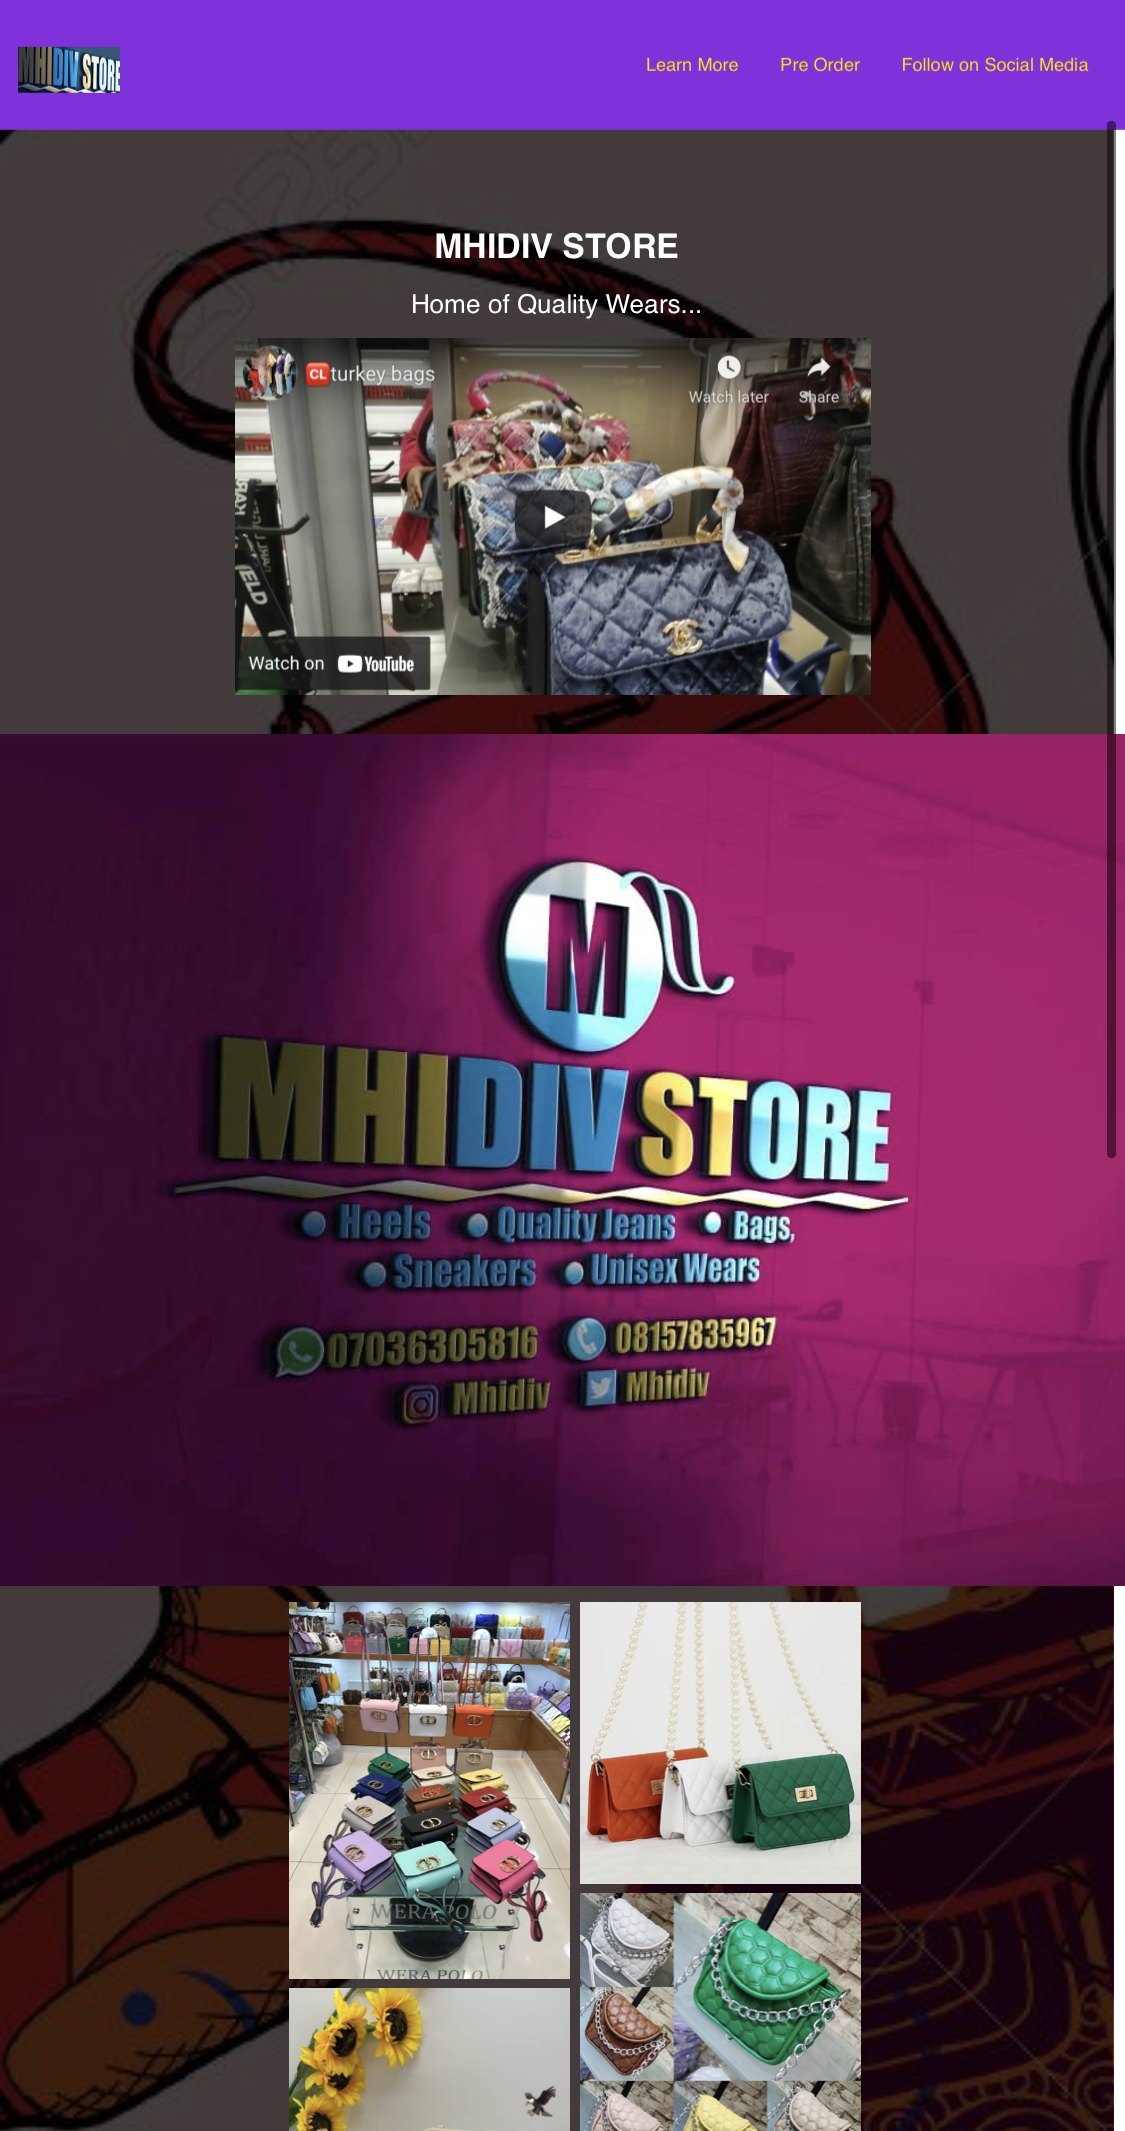 MHIDIV STORE
Learn More
Pre Order
Follow on Social Media
MHIDIV STORE
Home of Quality Wears...
CL turkey bags
Watch later
Share
IELD
Watch on YouTube
M
MHIDIV STORE
• Heels • Quality Jeans • Bags,
• Sneakers • Unisex Wears
07036305816 08157835967
Mhidiv Mhidiv
WERA POLO
WERA POLO